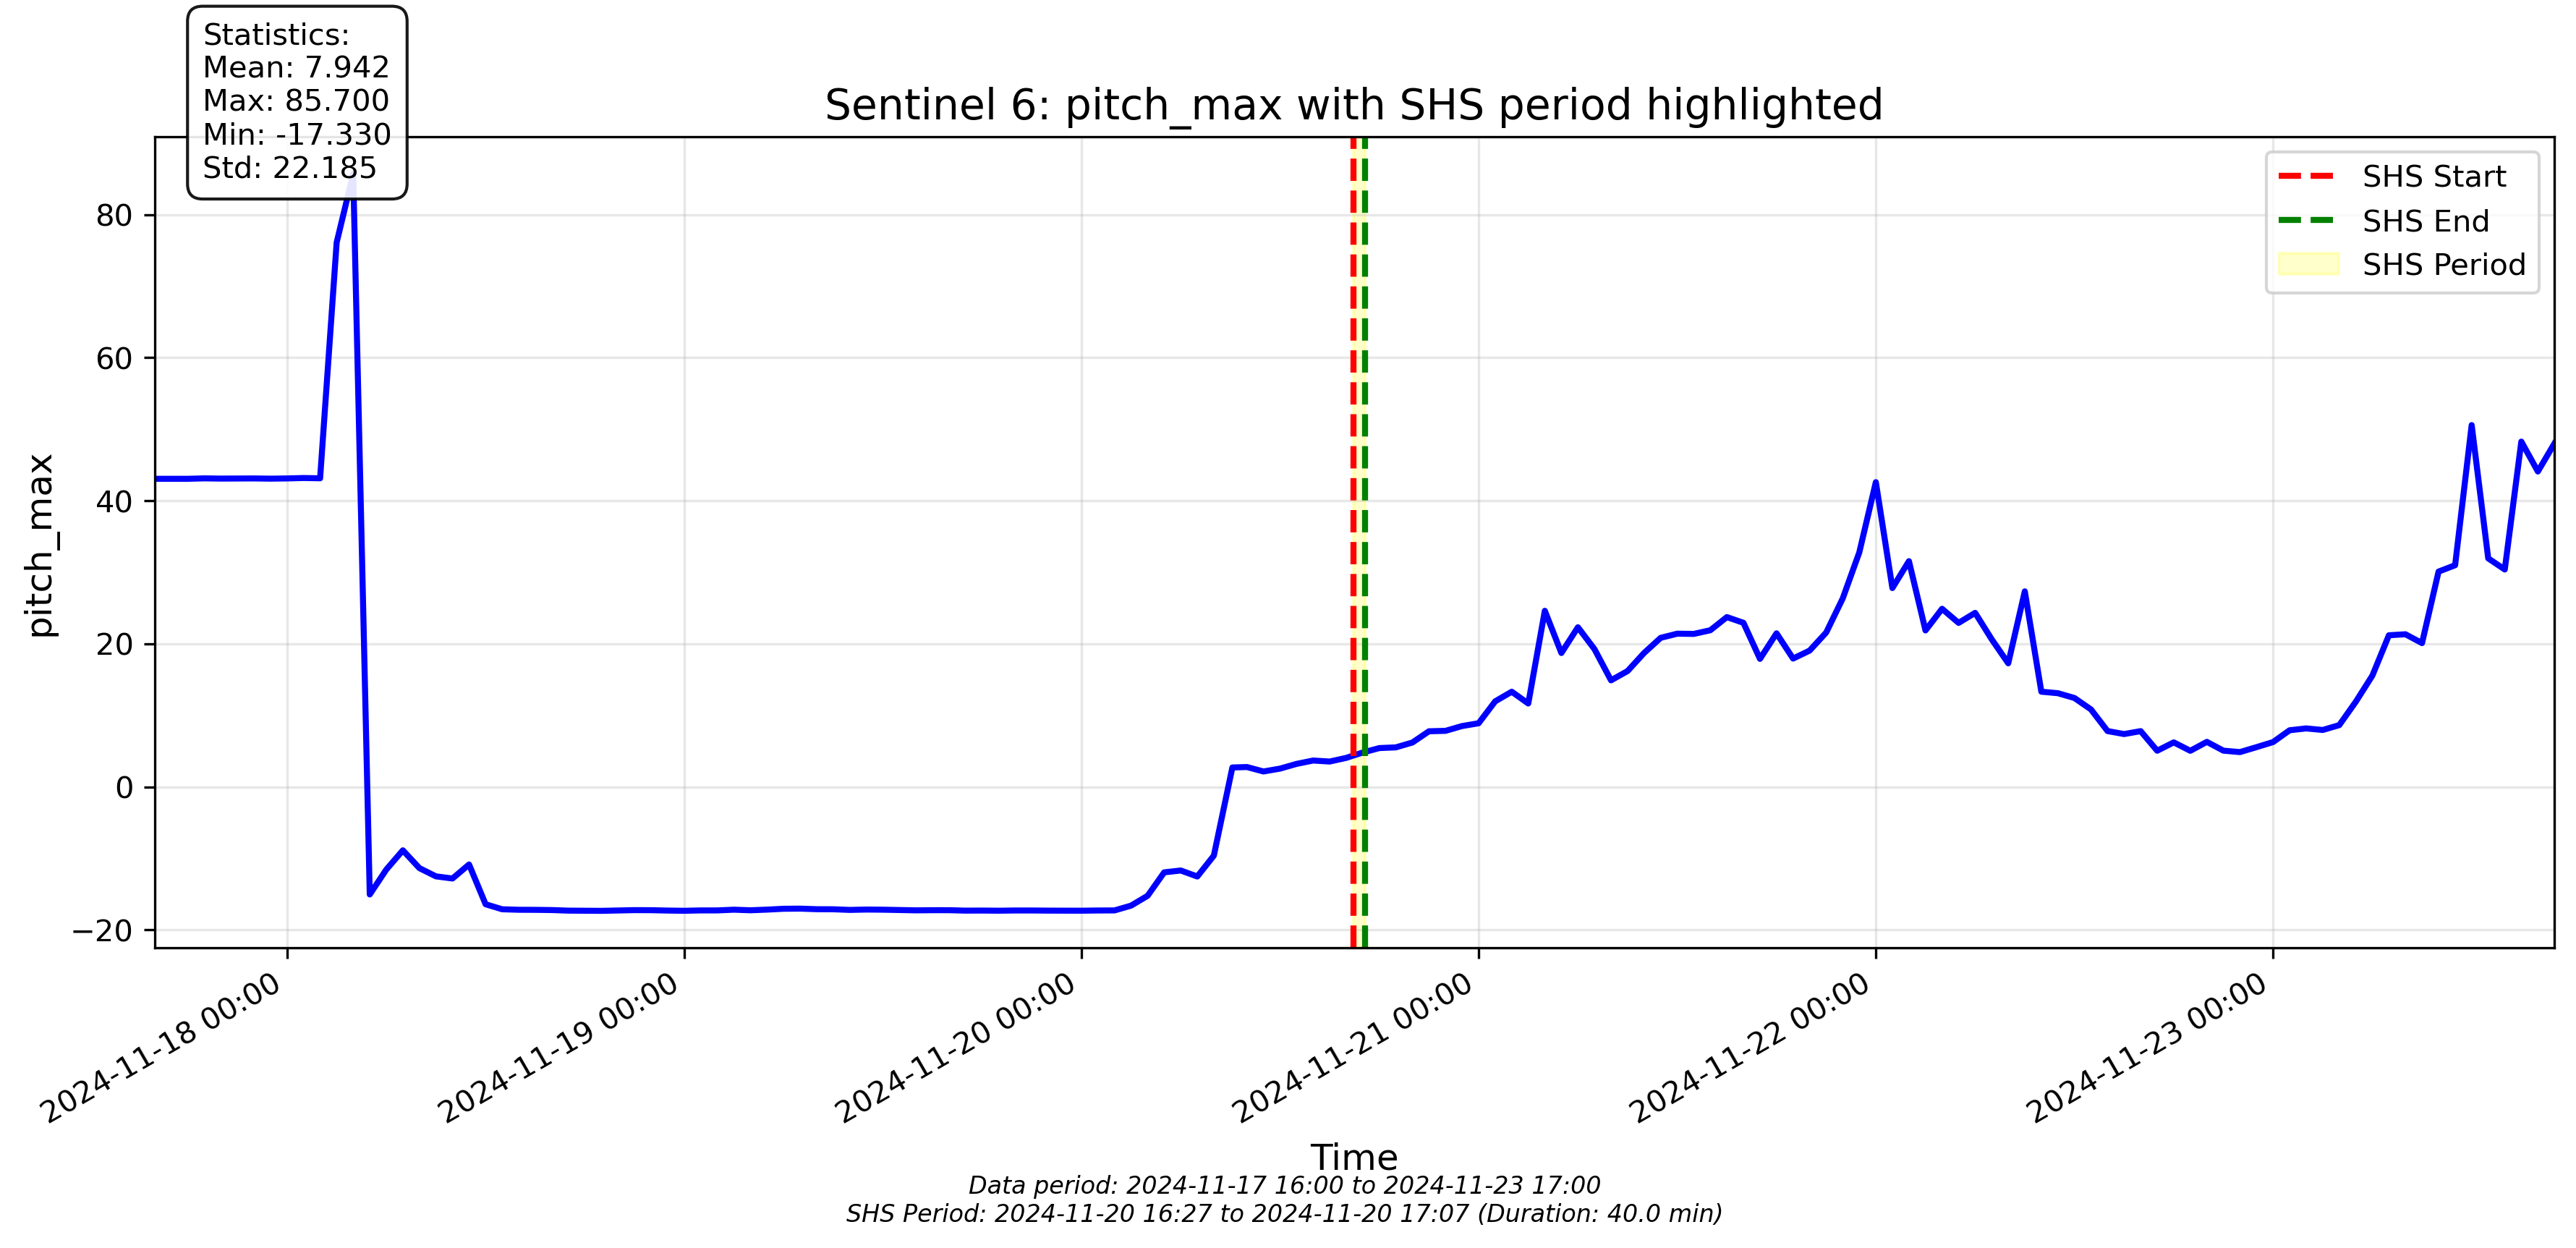 Statistics:
Mean: 7.942
Max: 85.700
Min: -17.330
Std: 22.185
Sentinel 6: pitch_max with SHS period highlighted
SHS Start
SHS End
SHS Period
pitch_max
80
60
40
20
0
−20
2024-11-18 00:00
2024-11-19 00:00
2024-11-20 00:00
2024-11-21 00:00
2024-11-22 00:00
2024-11-23 00:00
Time
Data period: 2024-11-17 16:00 to 2024-11-23 17:00
SHS Period: 2024-11-20 16:27 to 2024-11-20 17:07 (Duration: 40.0 min)